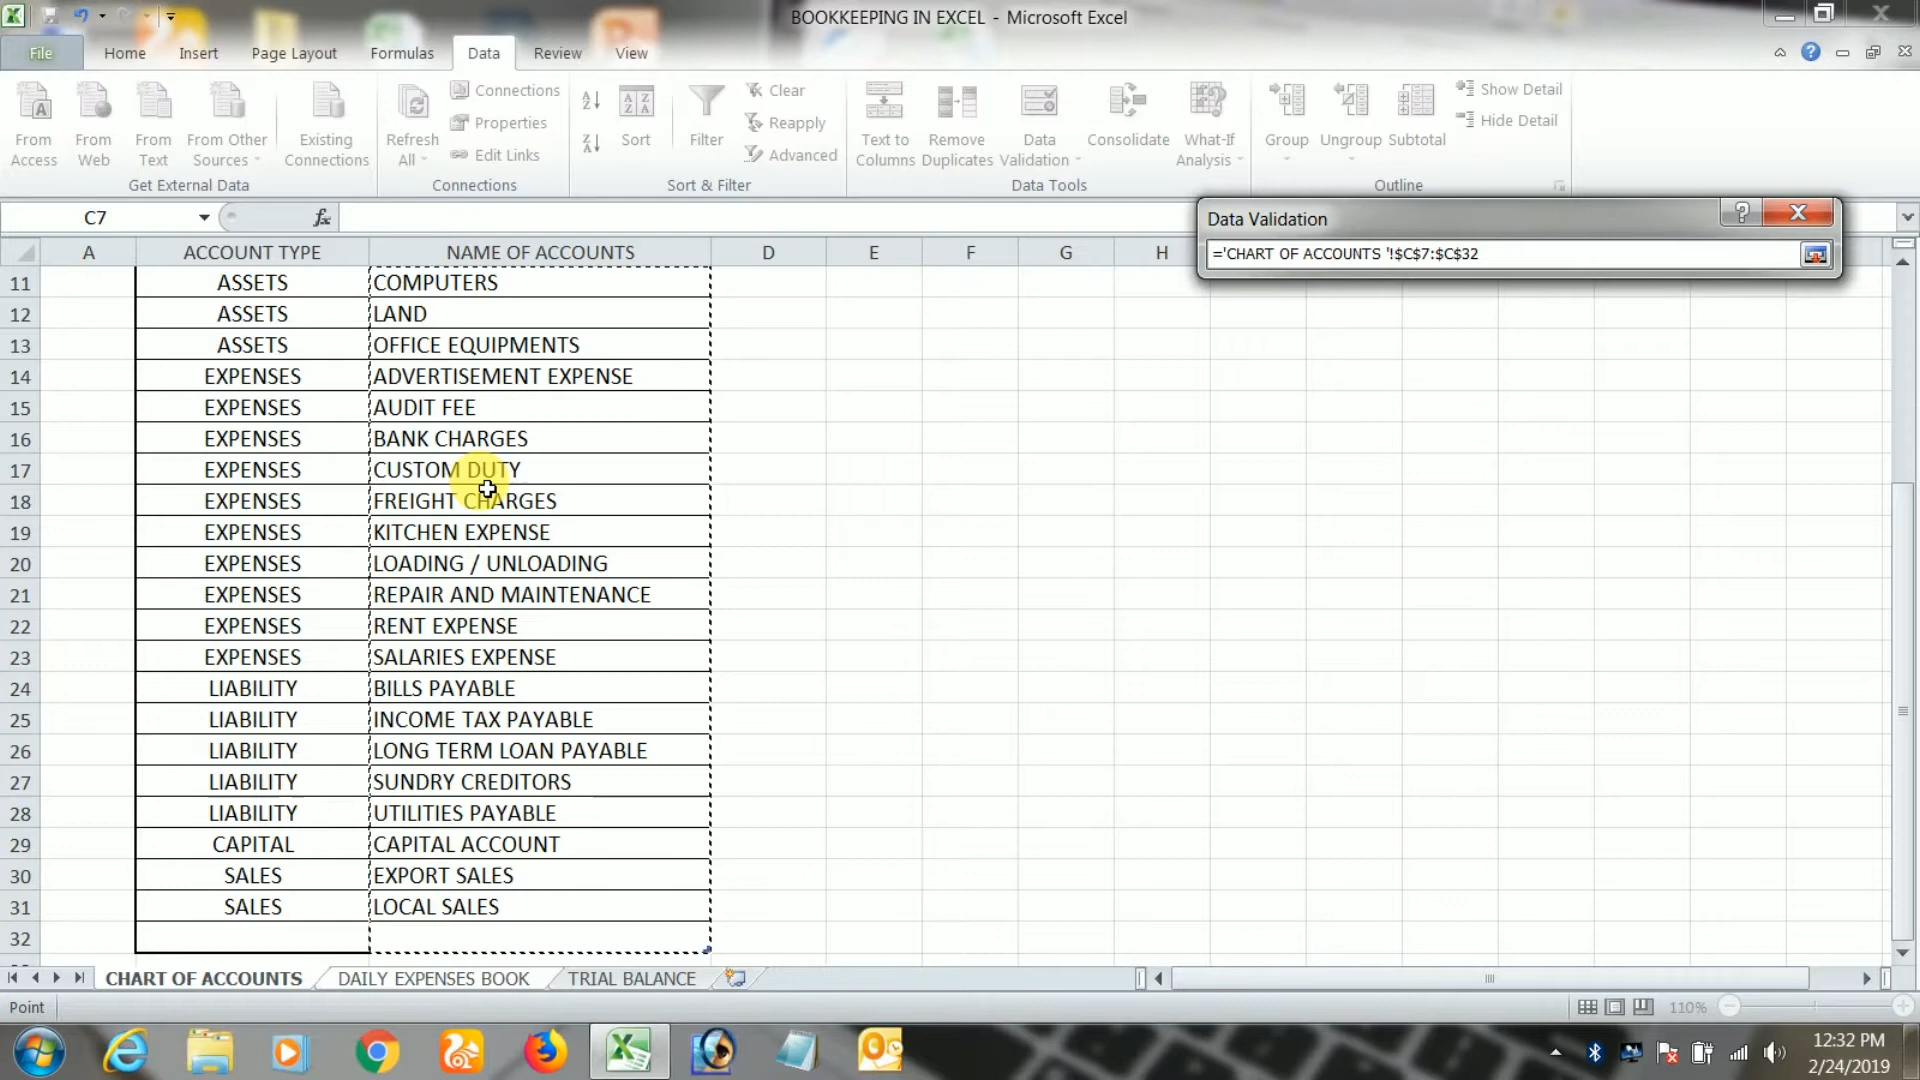 BOOKKEEPING IN EXCEL - Microsoft Excel
File Home Insert Page Layout Formulas Data Review View
From Access
From Web
From Text
From Other Sources
Existing Connections
Refresh All
Connections
Properties
Edit Links
Sort
Filter
Clear
Reapply
Advanced
Text to Columns
Remove Duplicates
Data Validation
Consolidate
What-If Analysis
Group
Ungroup
Subtotal
Show Detail
Hide Detail
Get External Data Connections Sort & Filter Data Tools Outline
C7 fx
Data Validation
='CHART OF ACCOUNTS '!$C$7:$C$32
A ACCOUNT TYPE NAME OF ACCOUNTS D E F G H
11 ASSETS COMPUTERS
12 ASSETS LAND
13 ASSETS OFFICE EQUIPMENTS
14 EXPENSES ADVERTISEMENT EXPENSE
15 EXPENSES AUDIT FEE
16 EXPENSES BANK CHARGES
17 EXPENSES CUSTOM DUTY
18 EXPENSES FREIGHT CHARGES
19 EXPENSES KITCHEN EXPENSE
20 EXPENSES LOADING / UNLOADING
21 EXPENSES REPAIR AND MAINTENANCE
22 EXPENSES RENT EXPENSE
23 EXPENSES SALARIES EXPENSE
24 LIABILITY BILLS PAYABLE
25 LIABILITY INCOME TAX PAYABLE
26 LIABILITY LONG TERM LOAN PAYABLE
27 LIABILITY SUNDRY CREDITORS
28 LIABILITY UTILITIES PAYABLE
29 CAPITAL CAPITAL ACCOUNT
30 SALES EXPORT SALES
31 SALES LOCAL SALES
32
CHART OF ACCOUNTS DAILY EXPENSES BOOK TRIAL BALANCE
Point 110%
12:32 PM
2/24/2019